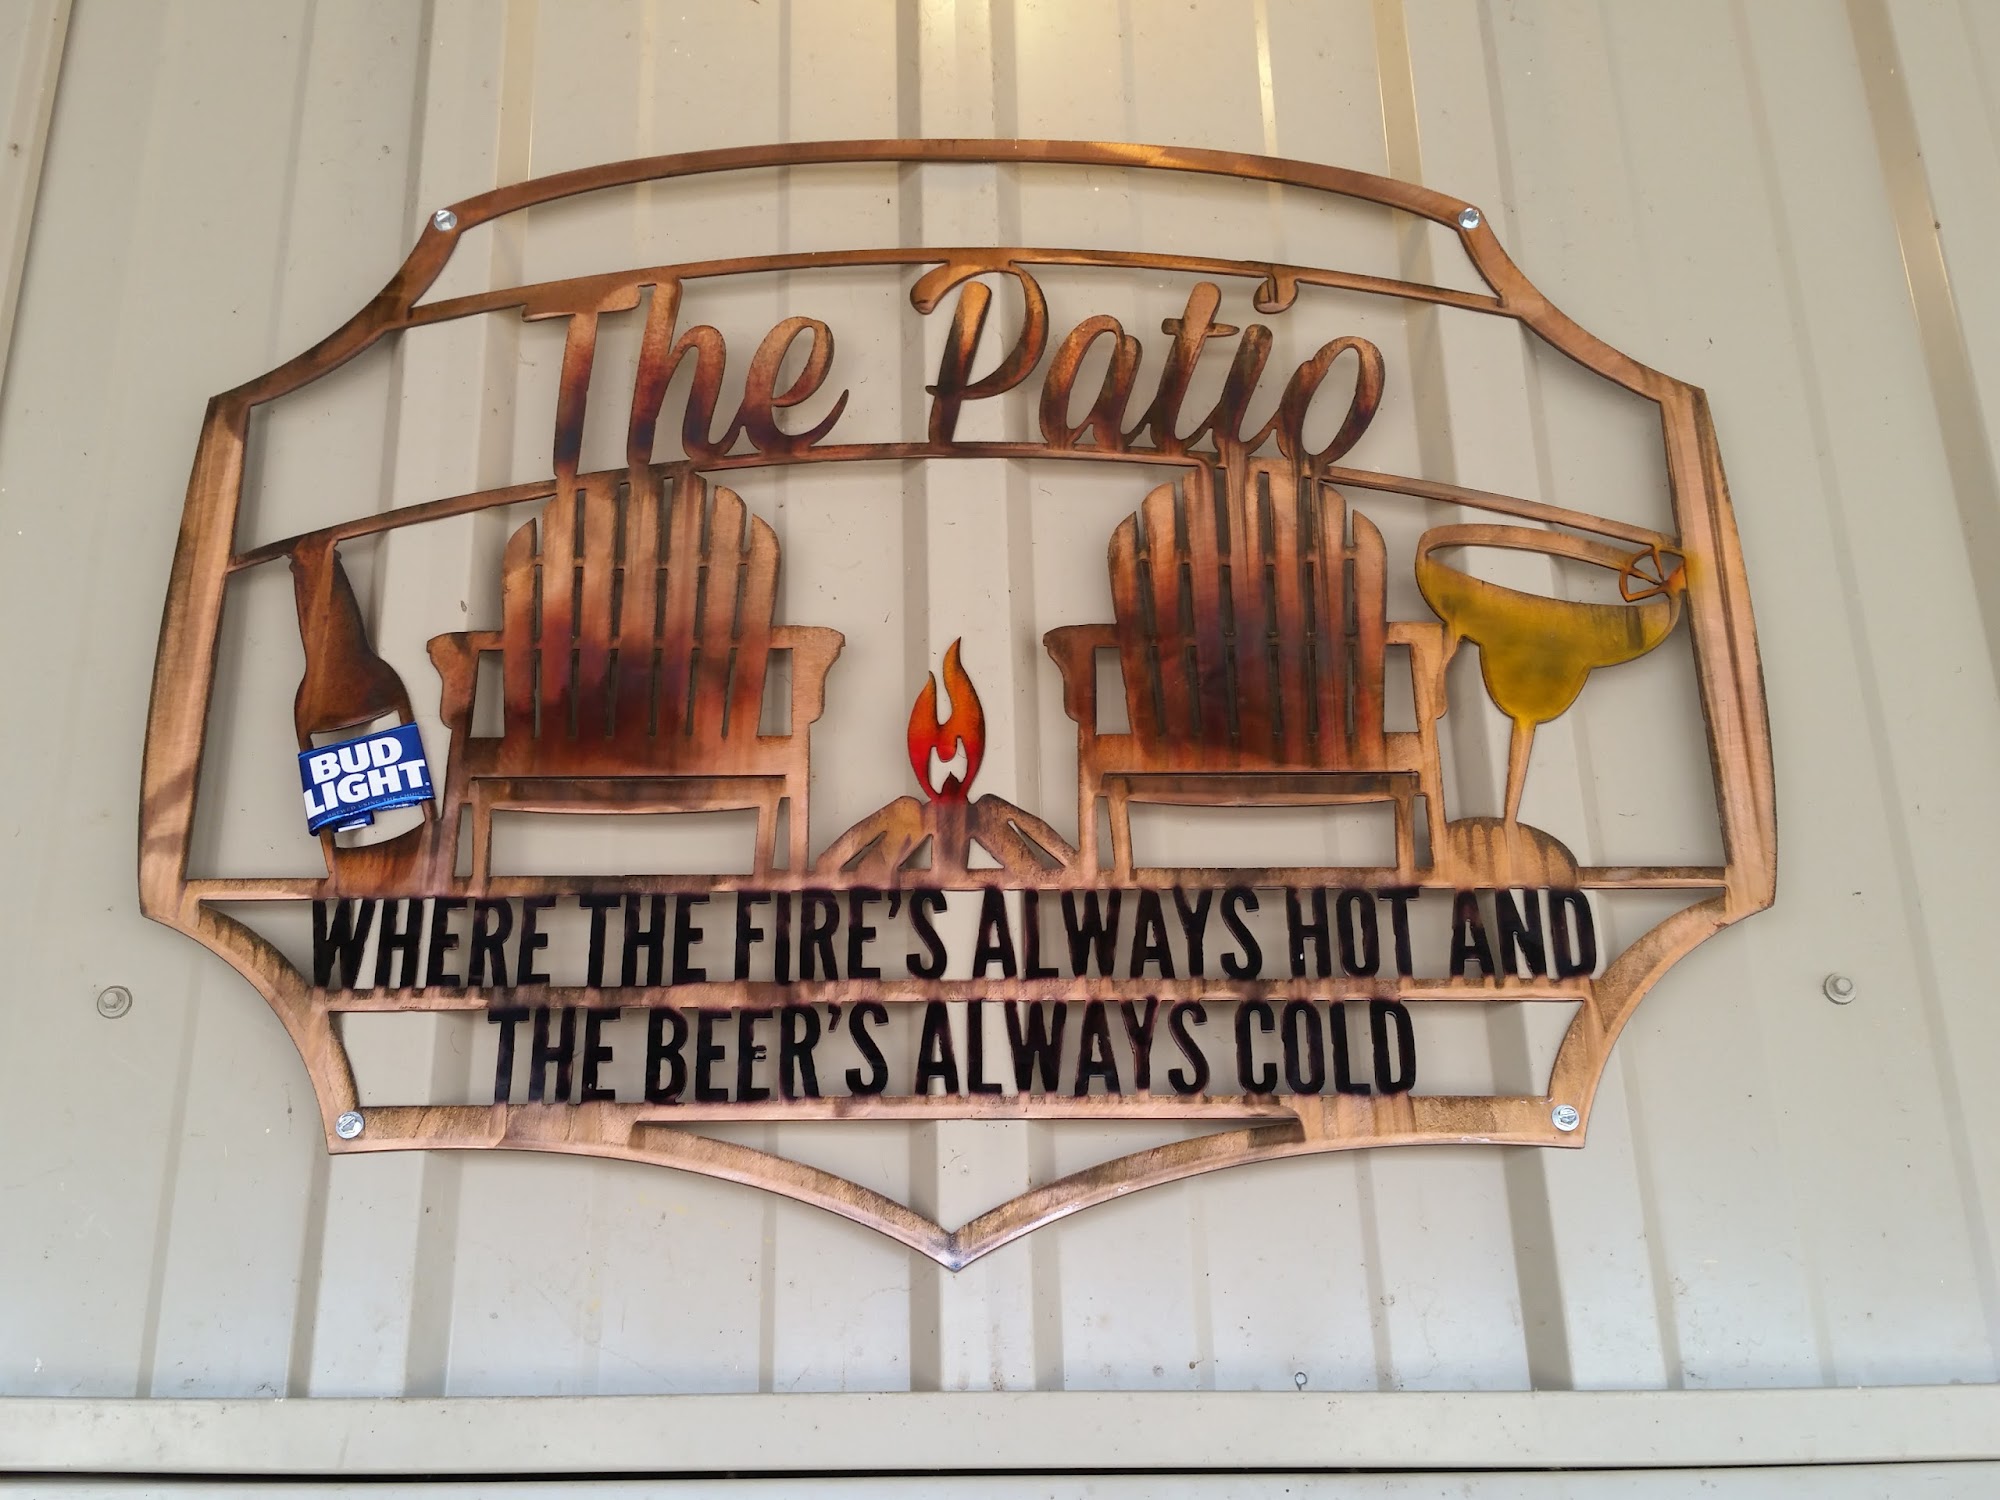 The Patio
BUD
LIGHT
WHERE THE FIRE'S ALWAYS HOT AND
THE BEER'S ALWAYS COLD